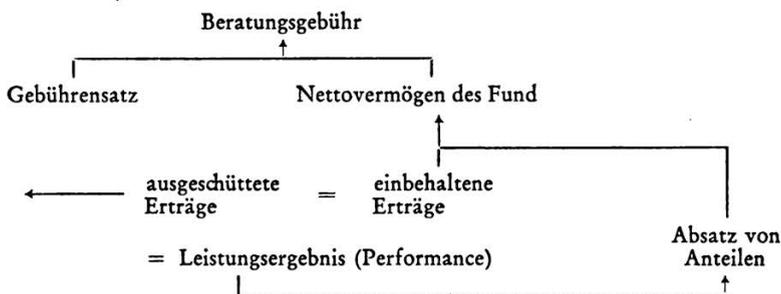 Beratungsgebühr
Gebührensatz Nettovermögen des Fund
ausgeschüttete = einbehaltene
Erträge Erträge
Absatz von
= Leistungsergebnis (Performance) Anteilen